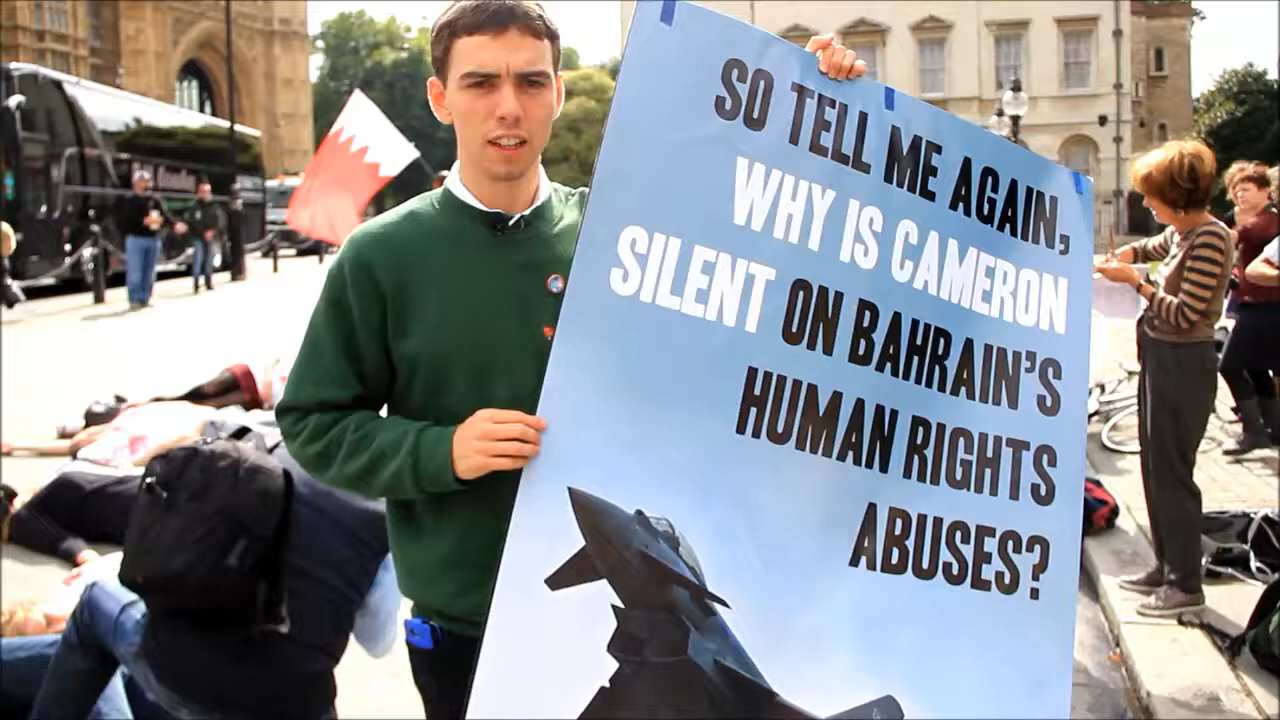 SO TELL ME AGAIN,
WHY IS CAMERON
SILENT ON BAHRAIN'S
HUMAN RIGHTS
ABUSES?